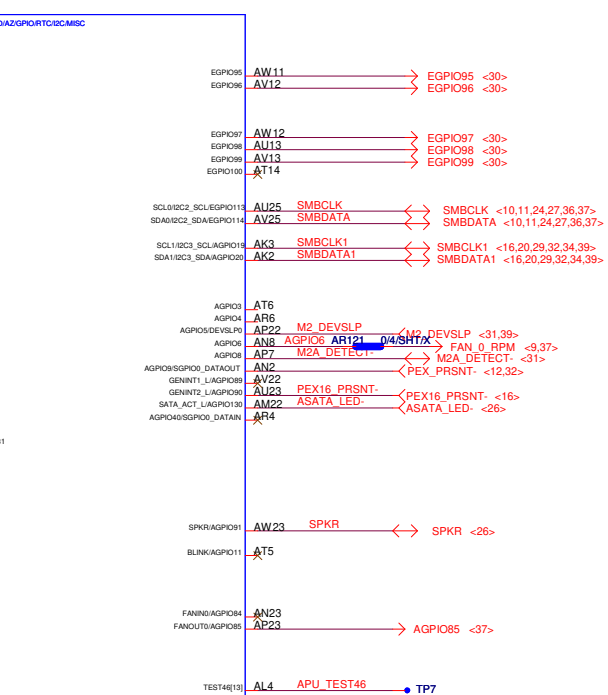 0/AZ/GPIO/RTC/I2C/MISC
EGPIO95 AW11 EGPIO95 <30>
EGPIO96 AV12 EGPIO96 <30>
EGPIO97 AW12 EGPIO97 <30>
EGPIO98 AU13 EGPIO98 <30>
EGPIO99 AV13 EGPIO99 <30>
EGPIO100 AT14
SCL0/I2C2_SCL/EGPIO113 AU25 SMBCLK SMBCLK <10,11,24,27,36,37>
SDA0/I2C2_SDA/EGPIO114 AV25 SMBDATA SMBDATA <10,11,24,27,36,37>
SCL1/I2C3_SCL/AGPIO19 AK3 SMBCLK1 SMBCLK1 <16,20,29,32,34,39>
SDA1/I2C3_SDA/AGPIO20 AK2 SMBDATA1 SMBDATA1 <16,20,29,32,34,39>
AGPIO3 AT6
AGPIO4 AR6
AGPIO5/DEVSLP0 AP22 M2_DEVSLP M2_DEVSLP <31,39>
AGPIO6 AN8 AGPIO6 AR121 0/4/SHT/X FAN_0_RPM <9,37>
AGPIO8 AP7 M2A_DETECT- M2A_DETECT- <31>
AGPIO9/SGPIO0_DATAOUT AN2 PEX_PRSNT- <12,32>
GENINT1_L/AGPIO89 AV22
GENINT2_L/AGPIO90 AU23 PEX16_PRSNT- PEX16_PRSNT- <16>
SATA_ACT_L/AGPIO130 AM22 ASATA_LED- ASATA_LED- <26>
AGPIO40/SGPIO0_DATAIN AR4
SPKR/AGPIO91 AW23 SPKR SPKR <26>
BLINK/AGPIO11 AT5
FANIN0/AGPIO84 AN23
FANOUT0/AGPIO85 AP23 AGPIO85 <37>
TEST46[13] AL4 APU_TEST46 TP7